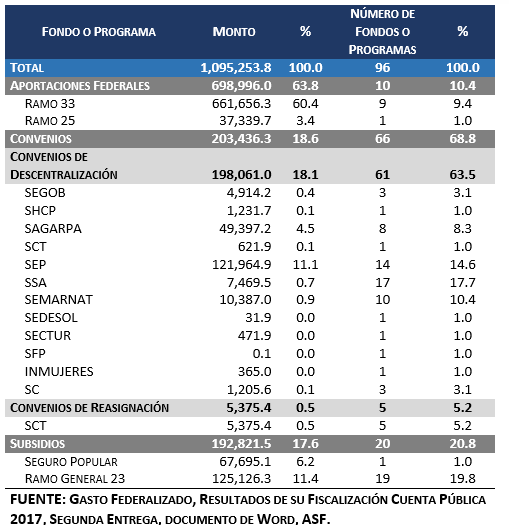 FONDO O PROGRAMA MONTO % NÚMERO DE FONDOS O PROGRAMAS %
TOTAL 1,095,253.8 100.0 96 100.0
APORTACIONES FEDERALES 698,996.0 63.8 10 10.4
RAMO 33 661,656.3 60.4 9 9.4
RAMO 25 37,339.7 3.4 1 1.0
CONVENIOS 203,436.3 18.6 66 68.8
CONVENIOS DE
DESCENTRALIZACIÓN 198,061.0 18.1 61 63.5
SEGOB 4,914.2 0.4 3 3.1
SHCP 1,231.7 0.1 1 1.0
SAGARPA 49,397.2 4.5 8 8.3
SCT 621.9 0.1 1 1.0
SEP 121,964.9 11.1 14 14.6
SSA 7,469.5 0.7 17 17.7
SEMARNAT 10,387.0 0.9 10 10.4
SEDESOL 31.9 0.0 1 1.0
SECTUR 471.9 0.0 1 1.0
SFP 0.1 0.0 1 1.0
INMUJERES 365.0 0.0 1 1.0
SC 1,205.6 0.1 3 3.1
CONVENIOS DE REASIGNACIÓN 5,375.4 0.5 5 5.2
SCT 5,375.4 0.5 5 5.2
SUBSIDIOS 192,821.5 17.6 20 20.8
SEGURO POPULAR 67,695.1 6.2 1 1.0
RAMO GENERAL 23 125,126.3 11.4 19 19.8
FUENTE: GASTO FEDERALIZADO, RESULTADOS DE SU FISCALIZACIÓN CUENTA PÚBLICA
2017, SEGUNDA ENTREGA, DOCUMENTO DE WORD, ASF.